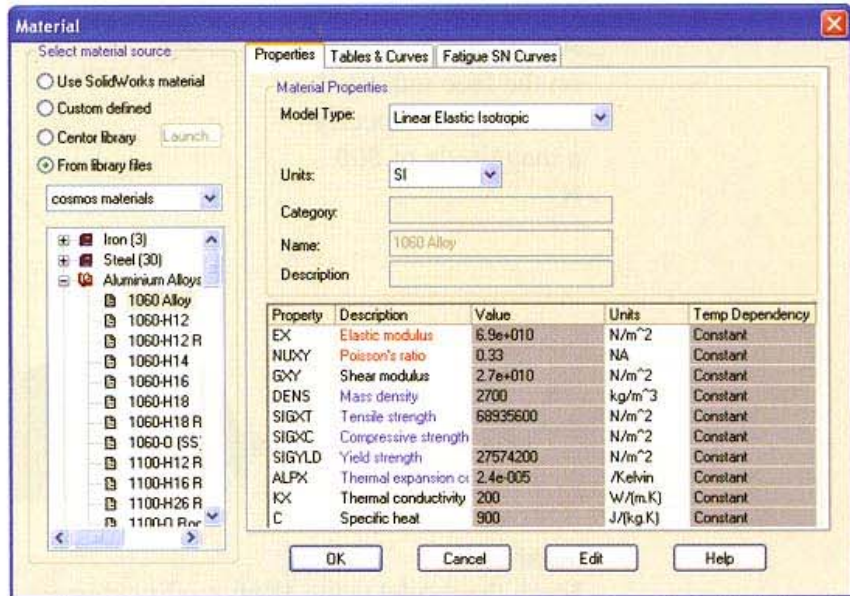 Material
Select material source
Use SolidWorks material
Custom defined
Centor library Launch...
From library files
cosmos materials
Iron (3)
Steel (30)
Aluminium Alloys
1060 Alloy
1060-H12
1060-H12 R
1060-H14
1060-H16
1060-H18
1060-H18 R
1060-O (SS)
1100-H12 R
1100-H16 R
1100-H26 R
1100-O Roc
Properties Tables & Curves Fatigue SN Curves
Material Properties
Model Type: Linear Elastic Isotropic
Units: SI
Category:
Name: 1060 Alloy
Description
Property Description Value Units Temp Dependency
EX Elastic modulus 6.9e+010 N/m^2 Constant
NUXY Poisson's ratio 0.33 NA Constant
GXY Shear modulus 2.7e+010 N/m^2 Constant
DENS Mass density 2700 kg/m^3 Constant
SIGXT Tensile strength 68935600 N/m^2 Constant
SIGXC Compressive strength N/m^2 Constant
SIGYLD Yield strength 27574200 N/m^2 Constant
ALPX Thermal expansion co 2.4e-005 /Kelvin Constant
KX Thermal conductivity 200 W/(m.K) Constant
C Specific heat 900 J/(kg.K) Constant
OK Cancel Edit Help